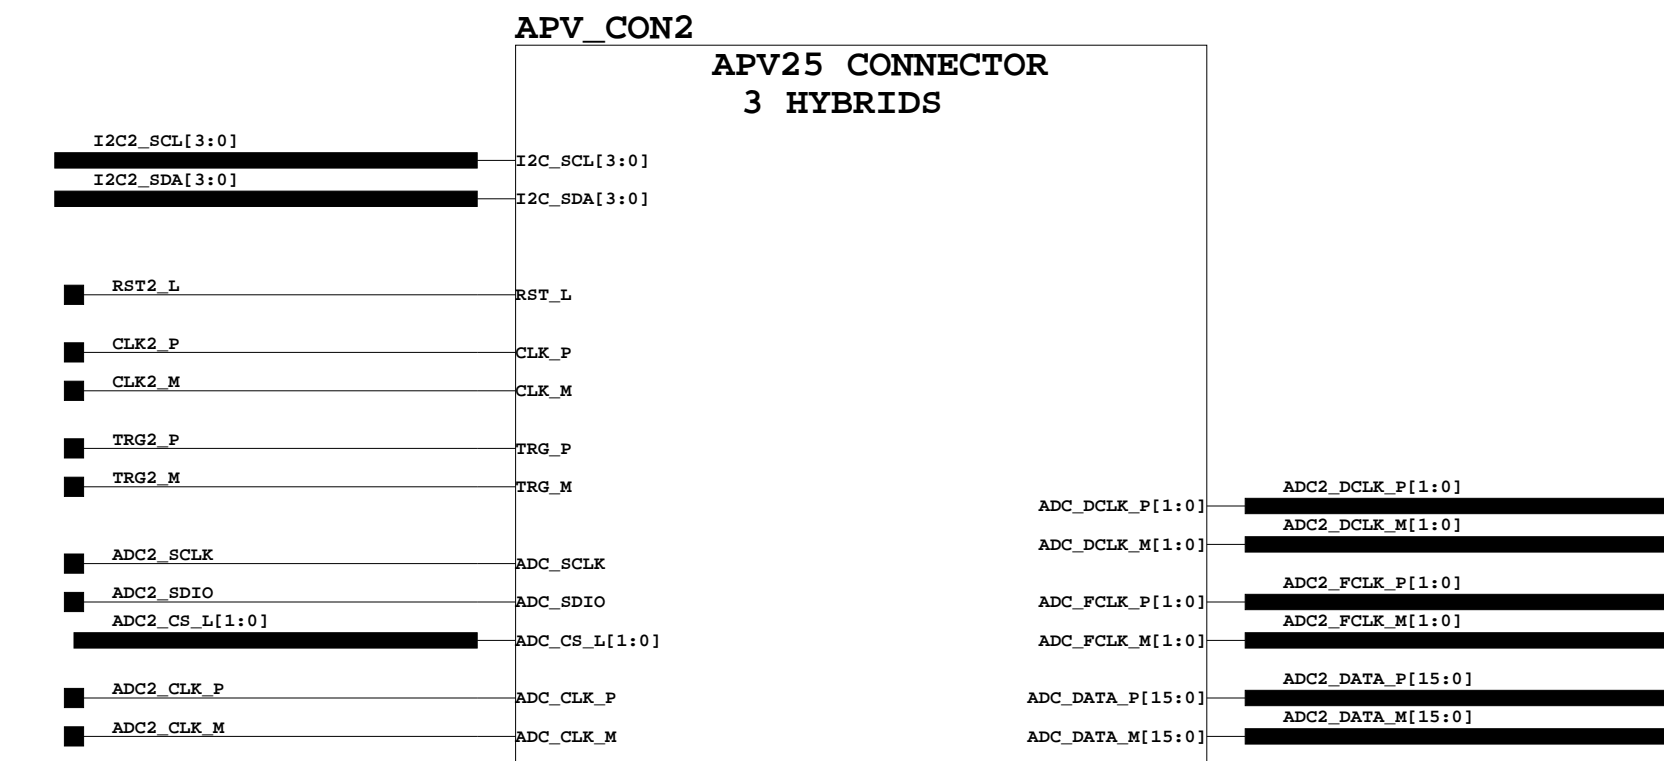 APV_CON2
APV25 CONNECTOR
3 HYBRIDS
I2C2_SCL[3:0]
I2C_SCL[3:0]
I2C2_SDA[3:0]
I2C_SDA[3:0]
RST2_L
RST_L
CLK2_P
CLK_P
CLK2_M
CLK_M
TRG2_P
TRG_P
TRG2_M
TRG_M
ADC2_DCLK_P[1:0]
ADC_DCLK_P[1:0]
ADC2_DCLK_M[1:0]
ADC_DCLK_M[1:0]
ADC2_SCLK
ADC_SCLK
ADC2_FCLK_P[1:0]
ADC2_SDIO
ADC_SDIO
ADC_FCLK_P[1:0]
ADC2_CS_L[1:0]
ADC2_FCLK_M[1:0]
ADC_CS_L[1:0]
ADC_FCLK_M[1:0]
ADC2_DATA_P[15:0]
ADC2_CLK_P
ADC_CLK_P
ADC_DATA_P[15:0]
ADC2_DATA_M[15:0]
ADC2_CLK_M
ADC_CLK_M
ADC_DATA_M[15:0]